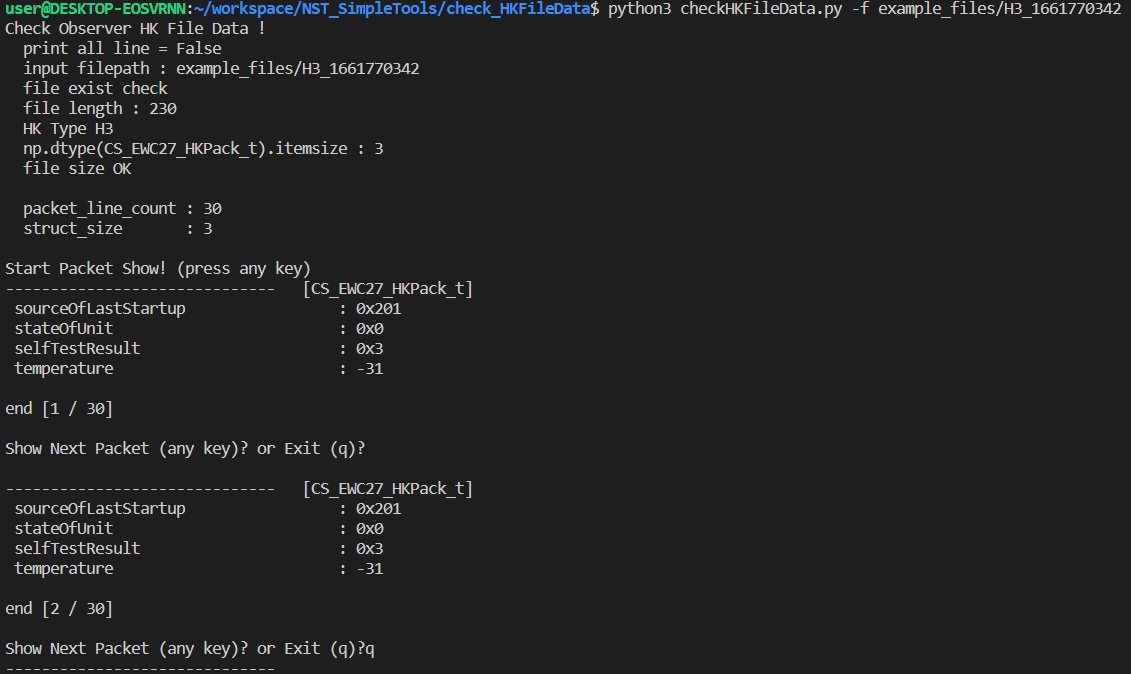 user@DESKTOP-EOSVRNN:~/workspace/NST_SimpleTools/check_HKFileData$ python3 checkHKFileData.py -f example_files/H3_1661770342
Check Observer HK File Data !
  print all line = False
  input filepath : example_files/H3_1661770342
  file exist check
  file length : 230
  HK Type H3
  np.dtype(CS_EWC27_HKPack_t).itemsize : 3
  file size OK

  packet_line_count : 30
  struct_size       : 3

Start Packet Show! (press any key)
------------------------------   [CS_EWC27_HKPack_t]
 sourceOfLastStartup                 : 0x201
 stateOfUnit                         : 0x0
 selfTestResult                      : 0x3
 temperature                         : -31

end [1 / 30]

Show Next Packet (any key)? or Exit (q)?

------------------------------   [CS_EWC27_HKPack_t]
 sourceOfLastStartup                 : 0x201
 stateOfUnit                         : 0x0
 selfTestResult                      : 0x3
 temperature                         : -31

end [2 / 30]

Show Next Packet (any key)? or Exit (q)?q
------------------------------